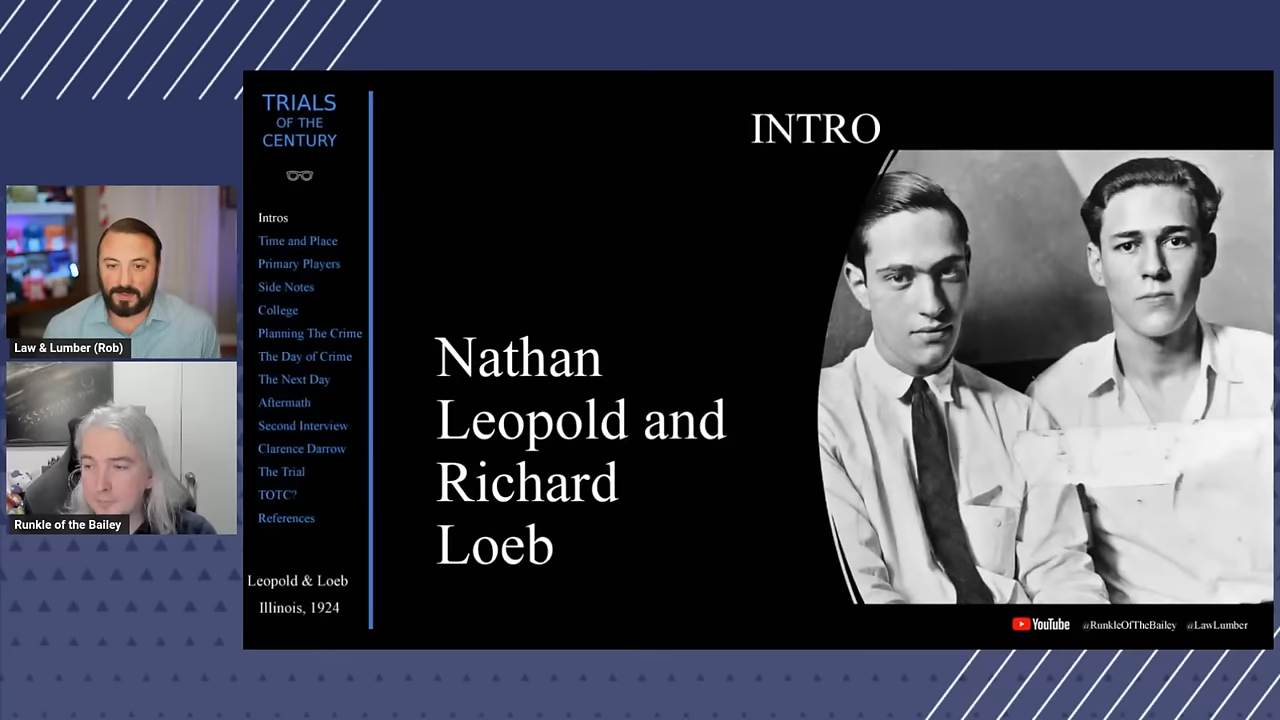 TRIALS
OF THE
CENTURY
Intros
Time and Place
Primary Players
Side Notes
College
Planning The Crime
The Day of Crime
The Next Day
Aftermath
Second Interview
Clarence Darrow
The Trial
TOTC?
References
Leopold & Loeb
Illinois, 1924
INTRO
Nathan
Leopold and
Richard
Loeb
YouTube @RunkleOfTheBailey @LawLumber
Law & Lumber (Rob)
Runkle of the Bailey